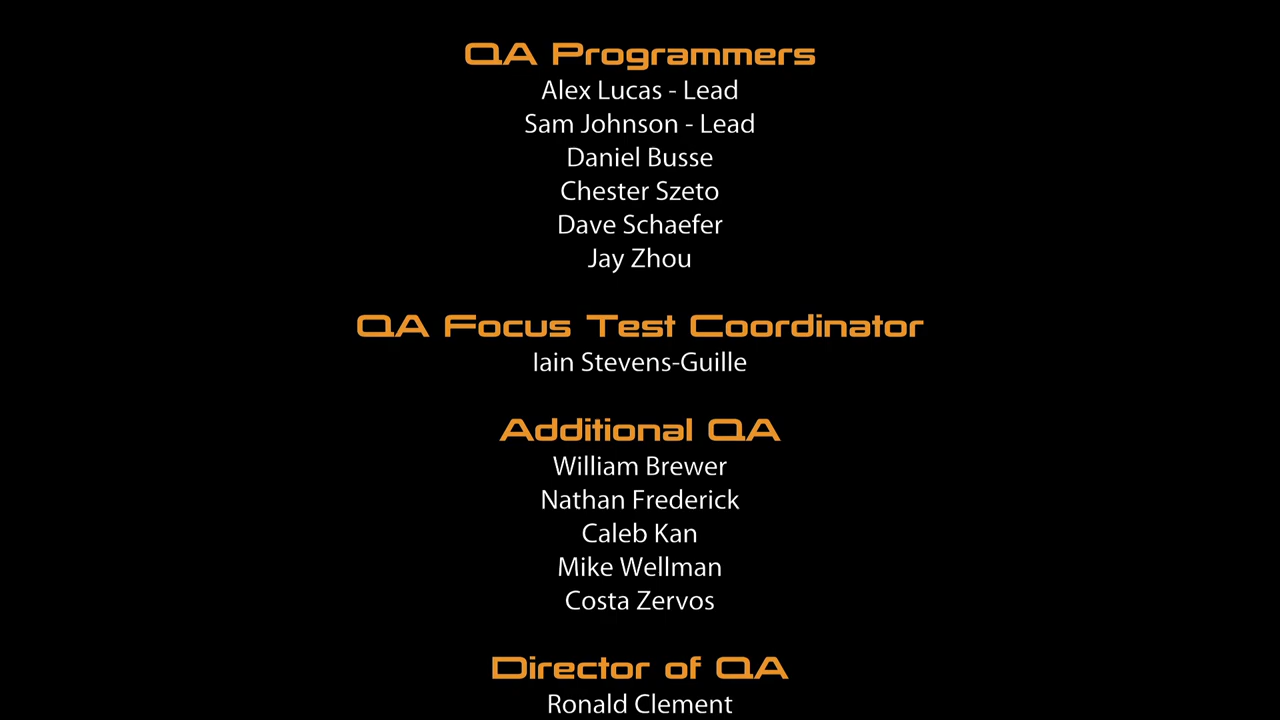 QA Programmers
Alex Lucas - Lead
Sam Johnson - Lead
Daniel Busse
Chester Szeto
Dave Schaefer
Jay Zhou
QA Focus Test Coordinator
Iain Stevens-Guille
Additional QA
William Brewer
Nathan Frederick
Caleb Kan
Mike Wellman
Costa Zervos
Director of QA
Ronald Clement